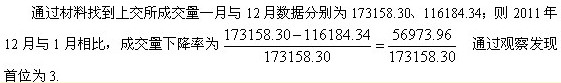 通过材料找到上交所成交量一月与 12 月数据分别为 173158.30、116184.34；则 2011 年
12 月与 1 月相比，成交量下降率为 (173158.30−116184.34)/173158.30 = 56973.96/173158.30 通过观察发现
首位为 3.